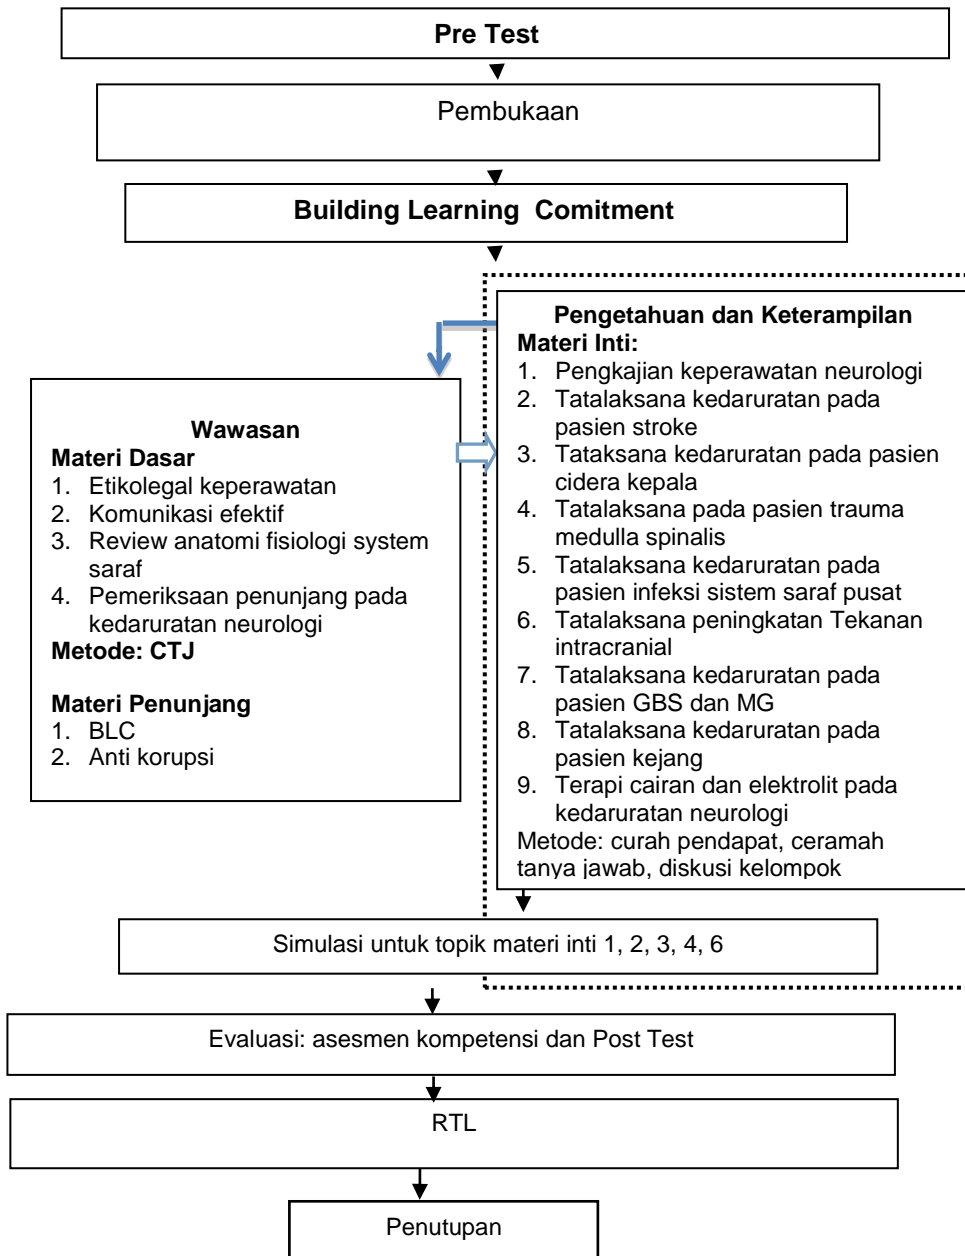 Pre Test
Pembukaan
Building Learning  Comitment
Wawasan
Materi Dasar
1. Etikolegal keperawatan
2. Komunikasi efektif
3. Review anatomi fisiologi system
saraf
4. Pemeriksaan penunjang pada
kedaruratan neurologi
Metode: CTJ
Materi Penunjang
1. BLC
2. Anti korupsi
Pengetahuan dan Keterampilan
Materi Inti:
1. Pengkajian keperawatan neurologi
2. Tatalaksana kedaruratan pada
pasien stroke
3. Tataksana kedaruratan pada pasien
cidera kepala
4. Tatalaksana pada pasien trauma
medulla spinalis
5. Tatalaksana kedaruratan pada
pasien infeksi sistem saraf pusat
6. Tatalaksana peningkatan Tekanan
intracranial
7. Tatalaksana kedaruratan pada
pasien GBS dan MG
8. Tatalaksana kedaruratan pada
pasien kejang
9. Terapi cairan dan elektrolit pada
kedaruratan neurologi
Metode: curah pendapat, ceramah
tanya jawab, diskusi kelompok
Simulasi untuk topik materi inti 1, 2, 3, 4, 6
Evaluasi: asesmen kompetensi dan Post Test
RTL
Penutupan